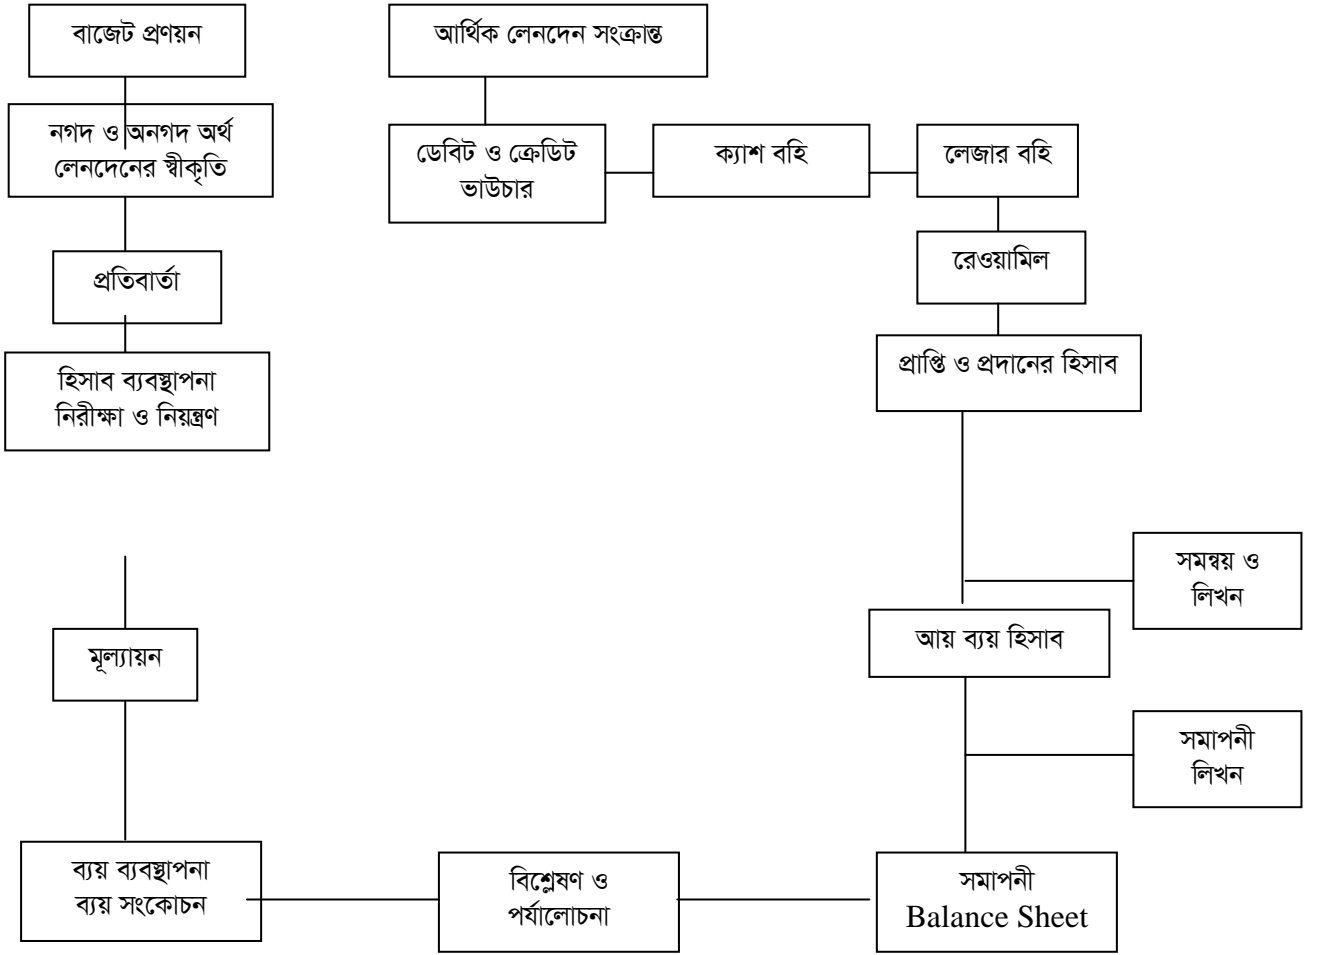 বাজেট প্রণয়ন
আর্থিক লেনদেন সংক্রান্ত
নগদ ও অনগদ অর্থ
লেনদেনের স্বীকৃতি
ডেবিট ও ক্রেডিট
ভাউচার
ক্যাশ বহি
লেজার বহি
প্রতিবার্তা
রেওয়ামিল
হিসাব ব্যবস্থাপনা
নিরীক্ষা ও নিয়ন্ত্রণ
প্রাপ্তি ও প্রদানের হিসাব
সমন্বয় ও
লিখন
মূল্যায়ন
আয় ব্যয় হিসাব
সমাপনী
লিখন
ব্যয় ব্যবস্থাপনা
ব্যয় সংকোচন
বিশ্লেষণ ও
পর্যালোচনা
সমাপনী
Balance Sheet